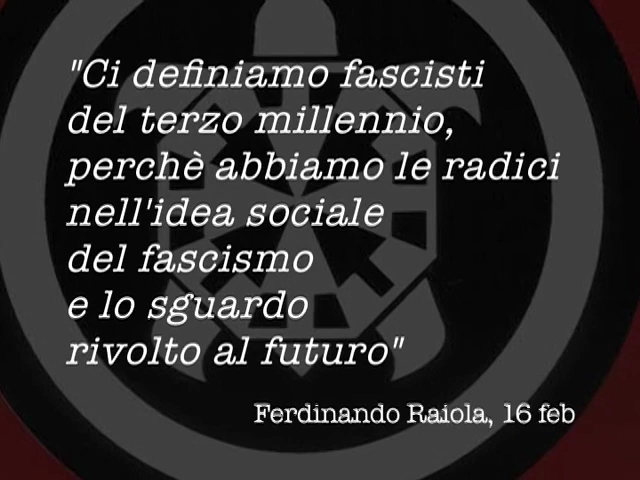 "Ci definiamo fascisti
del terzo millennio,
perchè abbiamo le radici
nell'idea sociale
del fascismo
e lo sguardo
rivolto al futuro"
Ferdinando Raiola, 16 feb